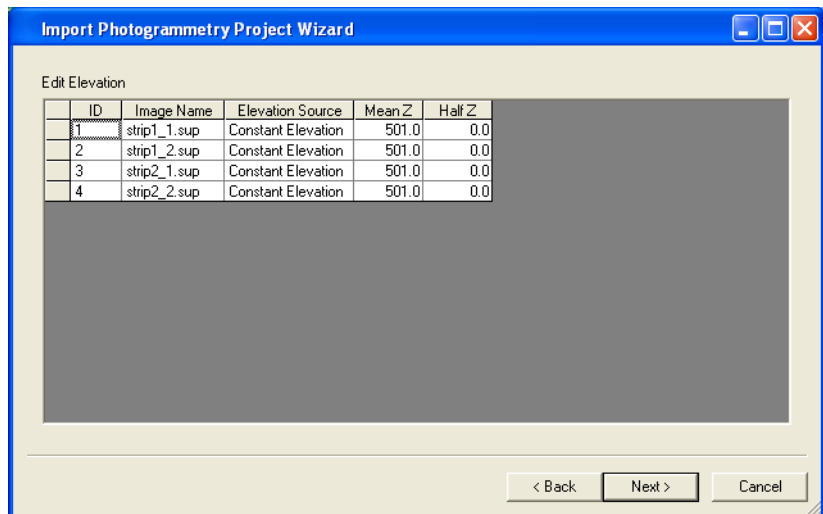 Import Photogrammetry Project Wizard
Edit Elevation
ID Image Name Elevation Source Mean Z Half Z
1 strip1_1.sup Constant Elevation 501.0 0.0
2 strip1_2.sup Constant Elevation 501.0 0.0
3 strip2_1.sup Constant Elevation 501.0 0.0
4 strip2_2.sup Constant Elevation 501.0 0.0
< Back Next > Cancel